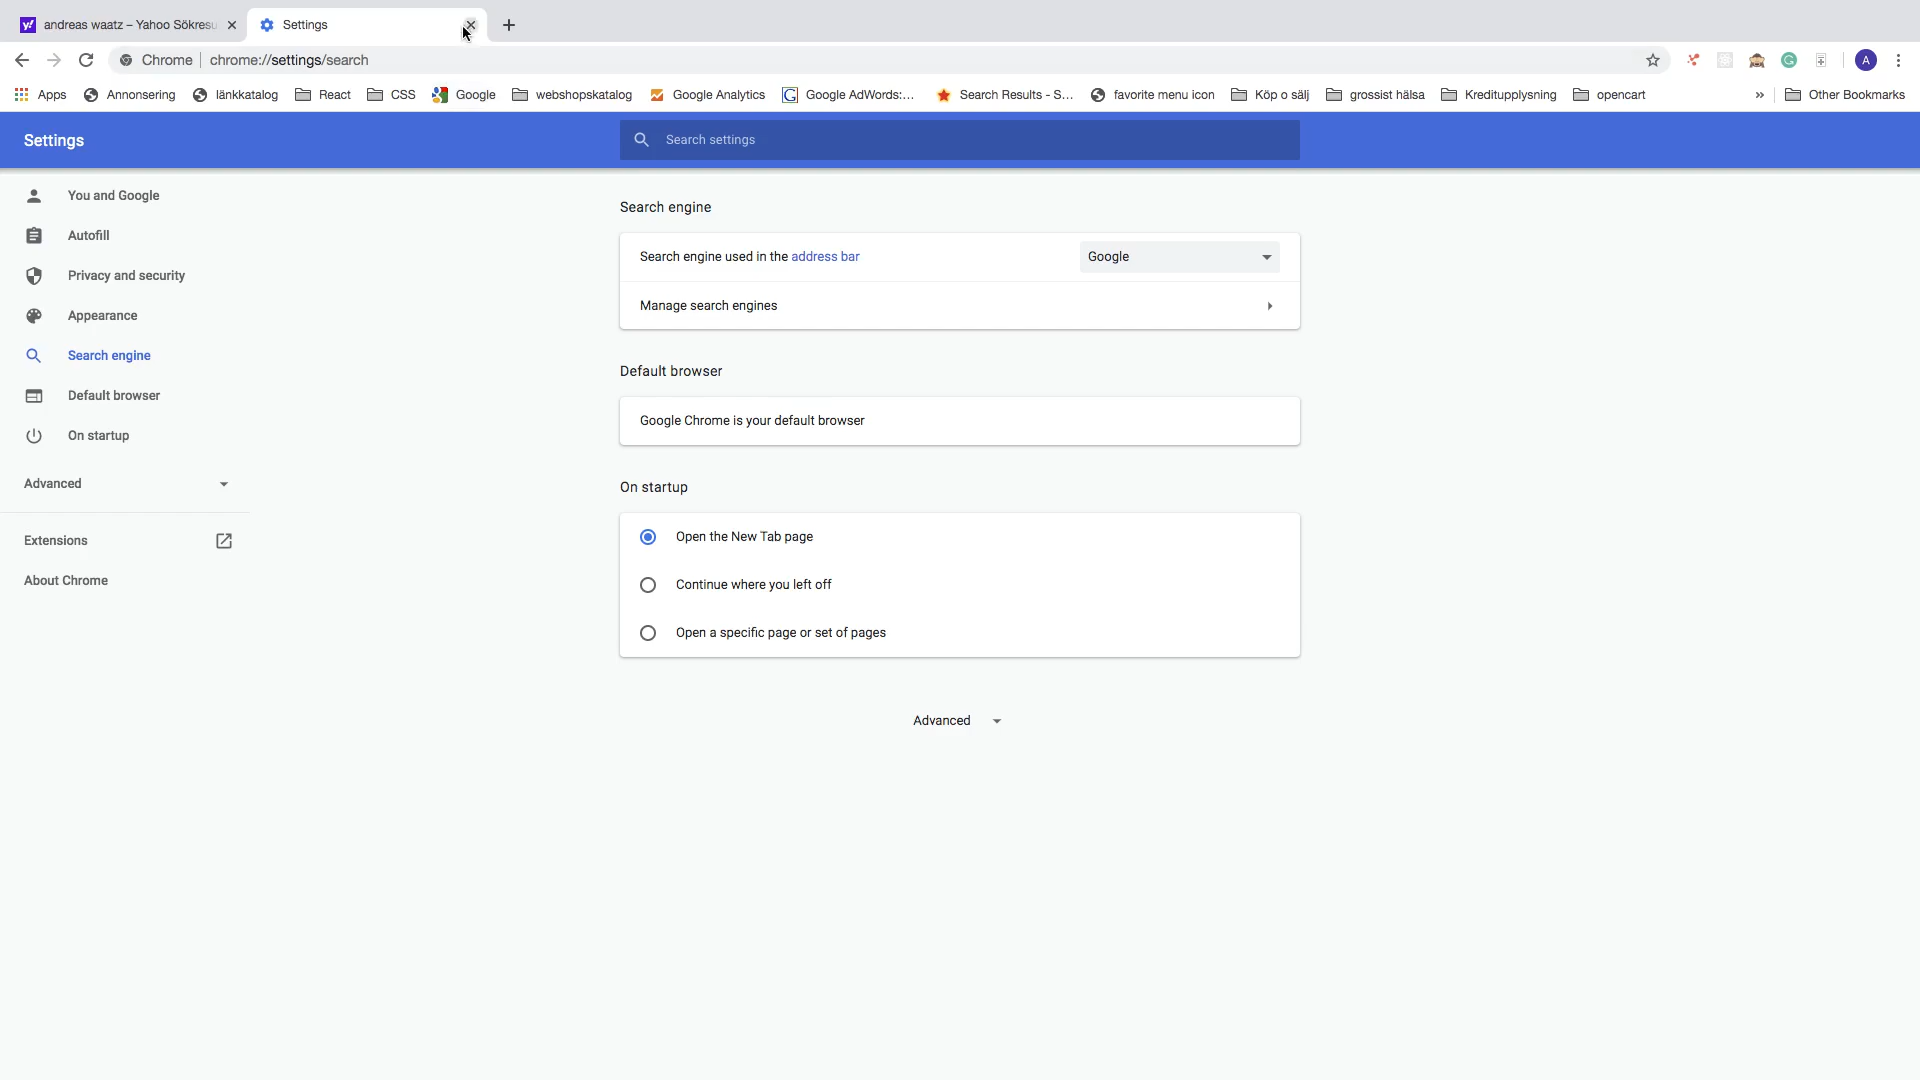 andreas waatz – Yahoo Sökresu
Settings
Chrome | chrome://settings/search
A
Apps Annonsering länkkatalog React CSS Google webshopskatalog Google Analytics Google AdWords:... Search Results - S... favorite menu icon Köp o sälj grossist hälsa Kreditupplysning opencart » Other Bookmarks
Settings
Search settings
You and Google
Autofill
Privacy and security
Appearance
Search engine
Default browser
On startup
Advanced
Extensions
About Chrome
Search engine
Search engine used in the address bar
Google
Manage search engines
Default browser
Google Chrome is your default browser
On startup
Open the New Tab page
Continue where you left off
Open a specific page or set of pages
Advanced